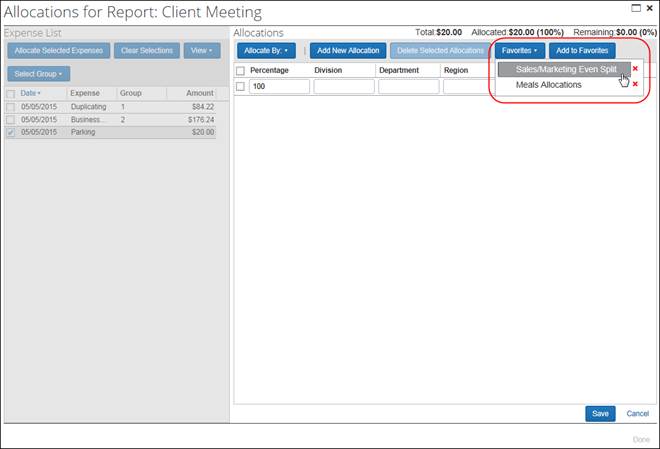 Allocations for Report: Client Meeting
Expense List
Allocate Selected Expenses Clear Selections View
Select Group
Date Expense Group Amount
05/05/2015 Duplicating 1 $84.22
05/05/2015 Business... 2 $176.24
05/05/2015 Parking $20.00
Allocations Total:$20.00 Allocated:$20.00 (100%) Remaining:$0.00 (0%)
Allocate By: | Add New Allocation Delete Selected Allocations Favorites Add to Favorites
Percentage Division Department Region
100
Sales/Marketing Even Split
Meals Allocations
Save Cancel
Done